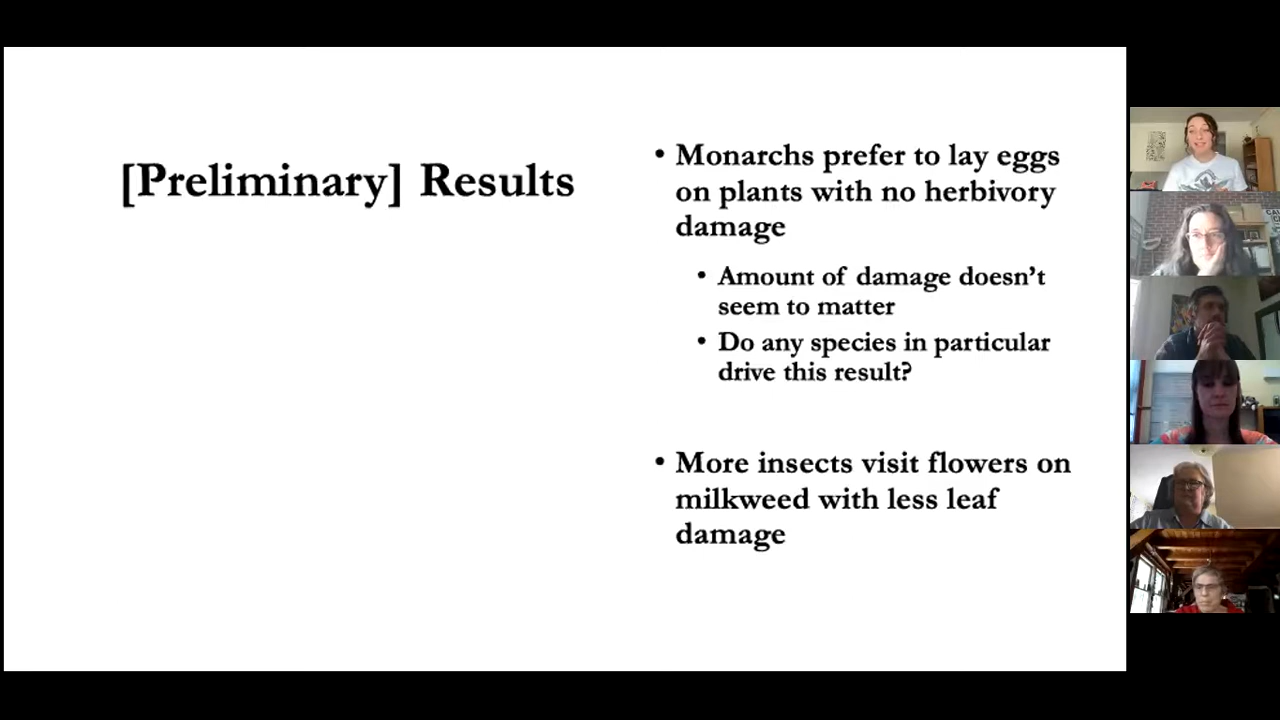 [Preliminary] Results
• Monarchs prefer to lay eggs
on plants with no herbivory
damage
• Amount of damage doesn't
seem to matter
• Do any species in particular
drive this result?
• More insects visit flowers on
milkweed with less leaf
damage